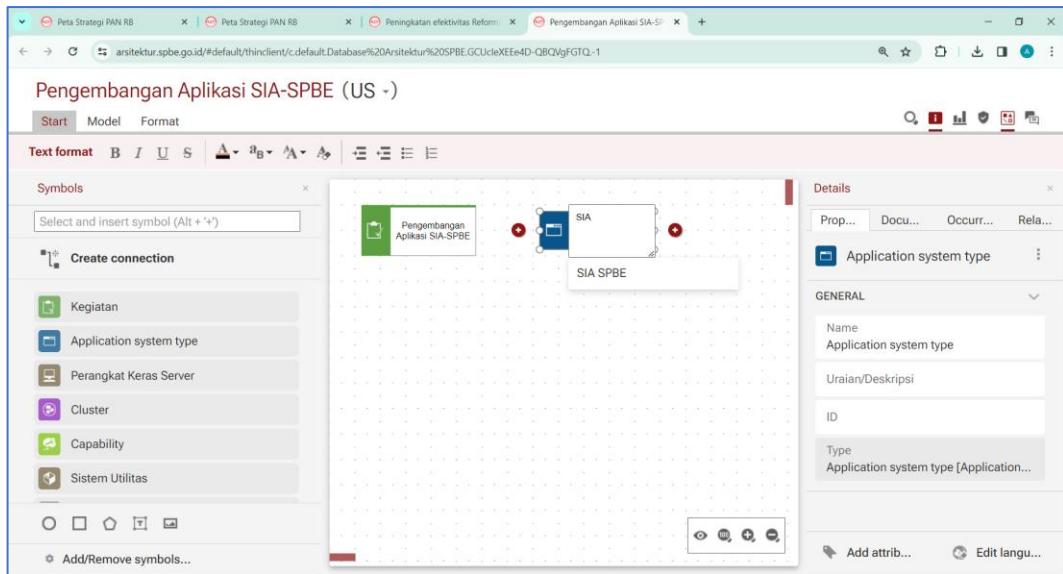 Peta Strategi PAN RB
Peta Strategi PAN RB
Peningkatan efektivitas Reform
Pengembangan Aplikasi SIA-SP
arsitektur.spbe.go.id/#default/thinclient/c.default.Database%20Arsitektur%20SPBE.GCUcIeXEEe4D-QBQVgFGTQ.-1
A
Pengembangan Aplikasi SIA-SPBE (US)
Start Model Format
Text format B I U S
Symbols
Select and insert symbol (Alt + '+')
Create connection
Kegiatan
Application system type
Perangkat Keras Server
Cluster
Capability
Sistem Utilitas
Add/Remove symbols...
Pengembangan
Aplikasi SIA-SPBE
SIA
SIA SPBE
Details
Prop... Docu... Occurr... Rela...
Application system type
GENERAL
Name
Application system type
Uraian/Deskripsi
ID
Type
Application system type [Application...
Add attrib... Edit langu...